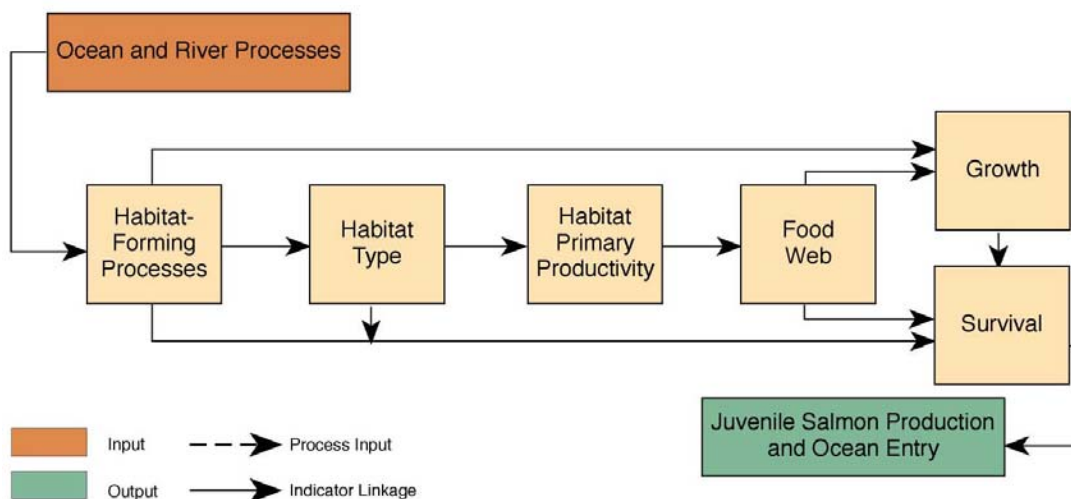 Ocean and River Processes
Growth
Habitat-
Forming
Processes
Habitat
Type
Habitat
Primary
Productivity
Food
Web
Survival
Juvenile Salmon Production
and Ocean Entry
Input
Process Input
Output
Indicator Linkage